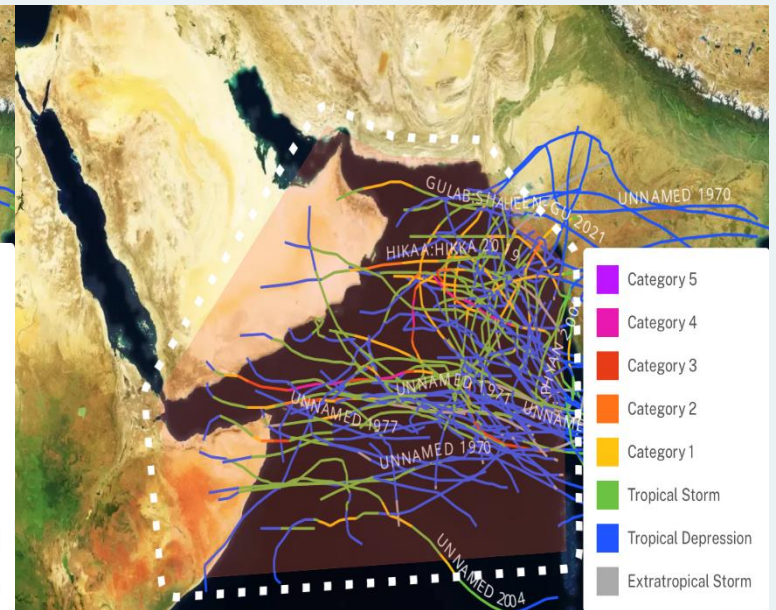 UNNAMED 1970
GULAB:SHAHEEN-GU 2021
HIKAA:HIKKA 2019
UNNAMED 1977
UNNAMED 1977
UNNAMED 1970
UNNAMED 2004
Category 5
Category 4
Category 3
Category 2
Category 1
Tropical Storm
Tropical Depression
Extratropical Storm